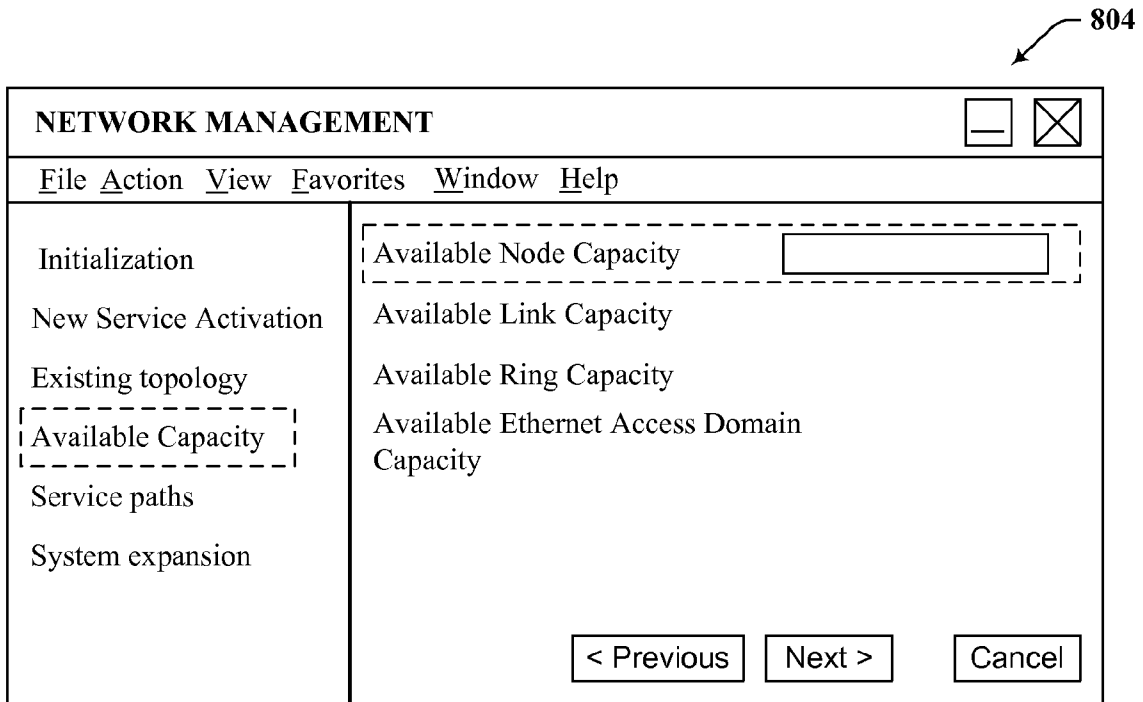 804
NETWORK MANAGEMENT
File Action View Favorites Window Help
Initialization
New Service Activation
Existing topology
Available Capacity
Service paths
System expansion
Available Node Capacity
Available Link Capacity
Available Ring Capacity
Available Ethernet Access Domain
Capacity
< Previous
Next >
Cancel